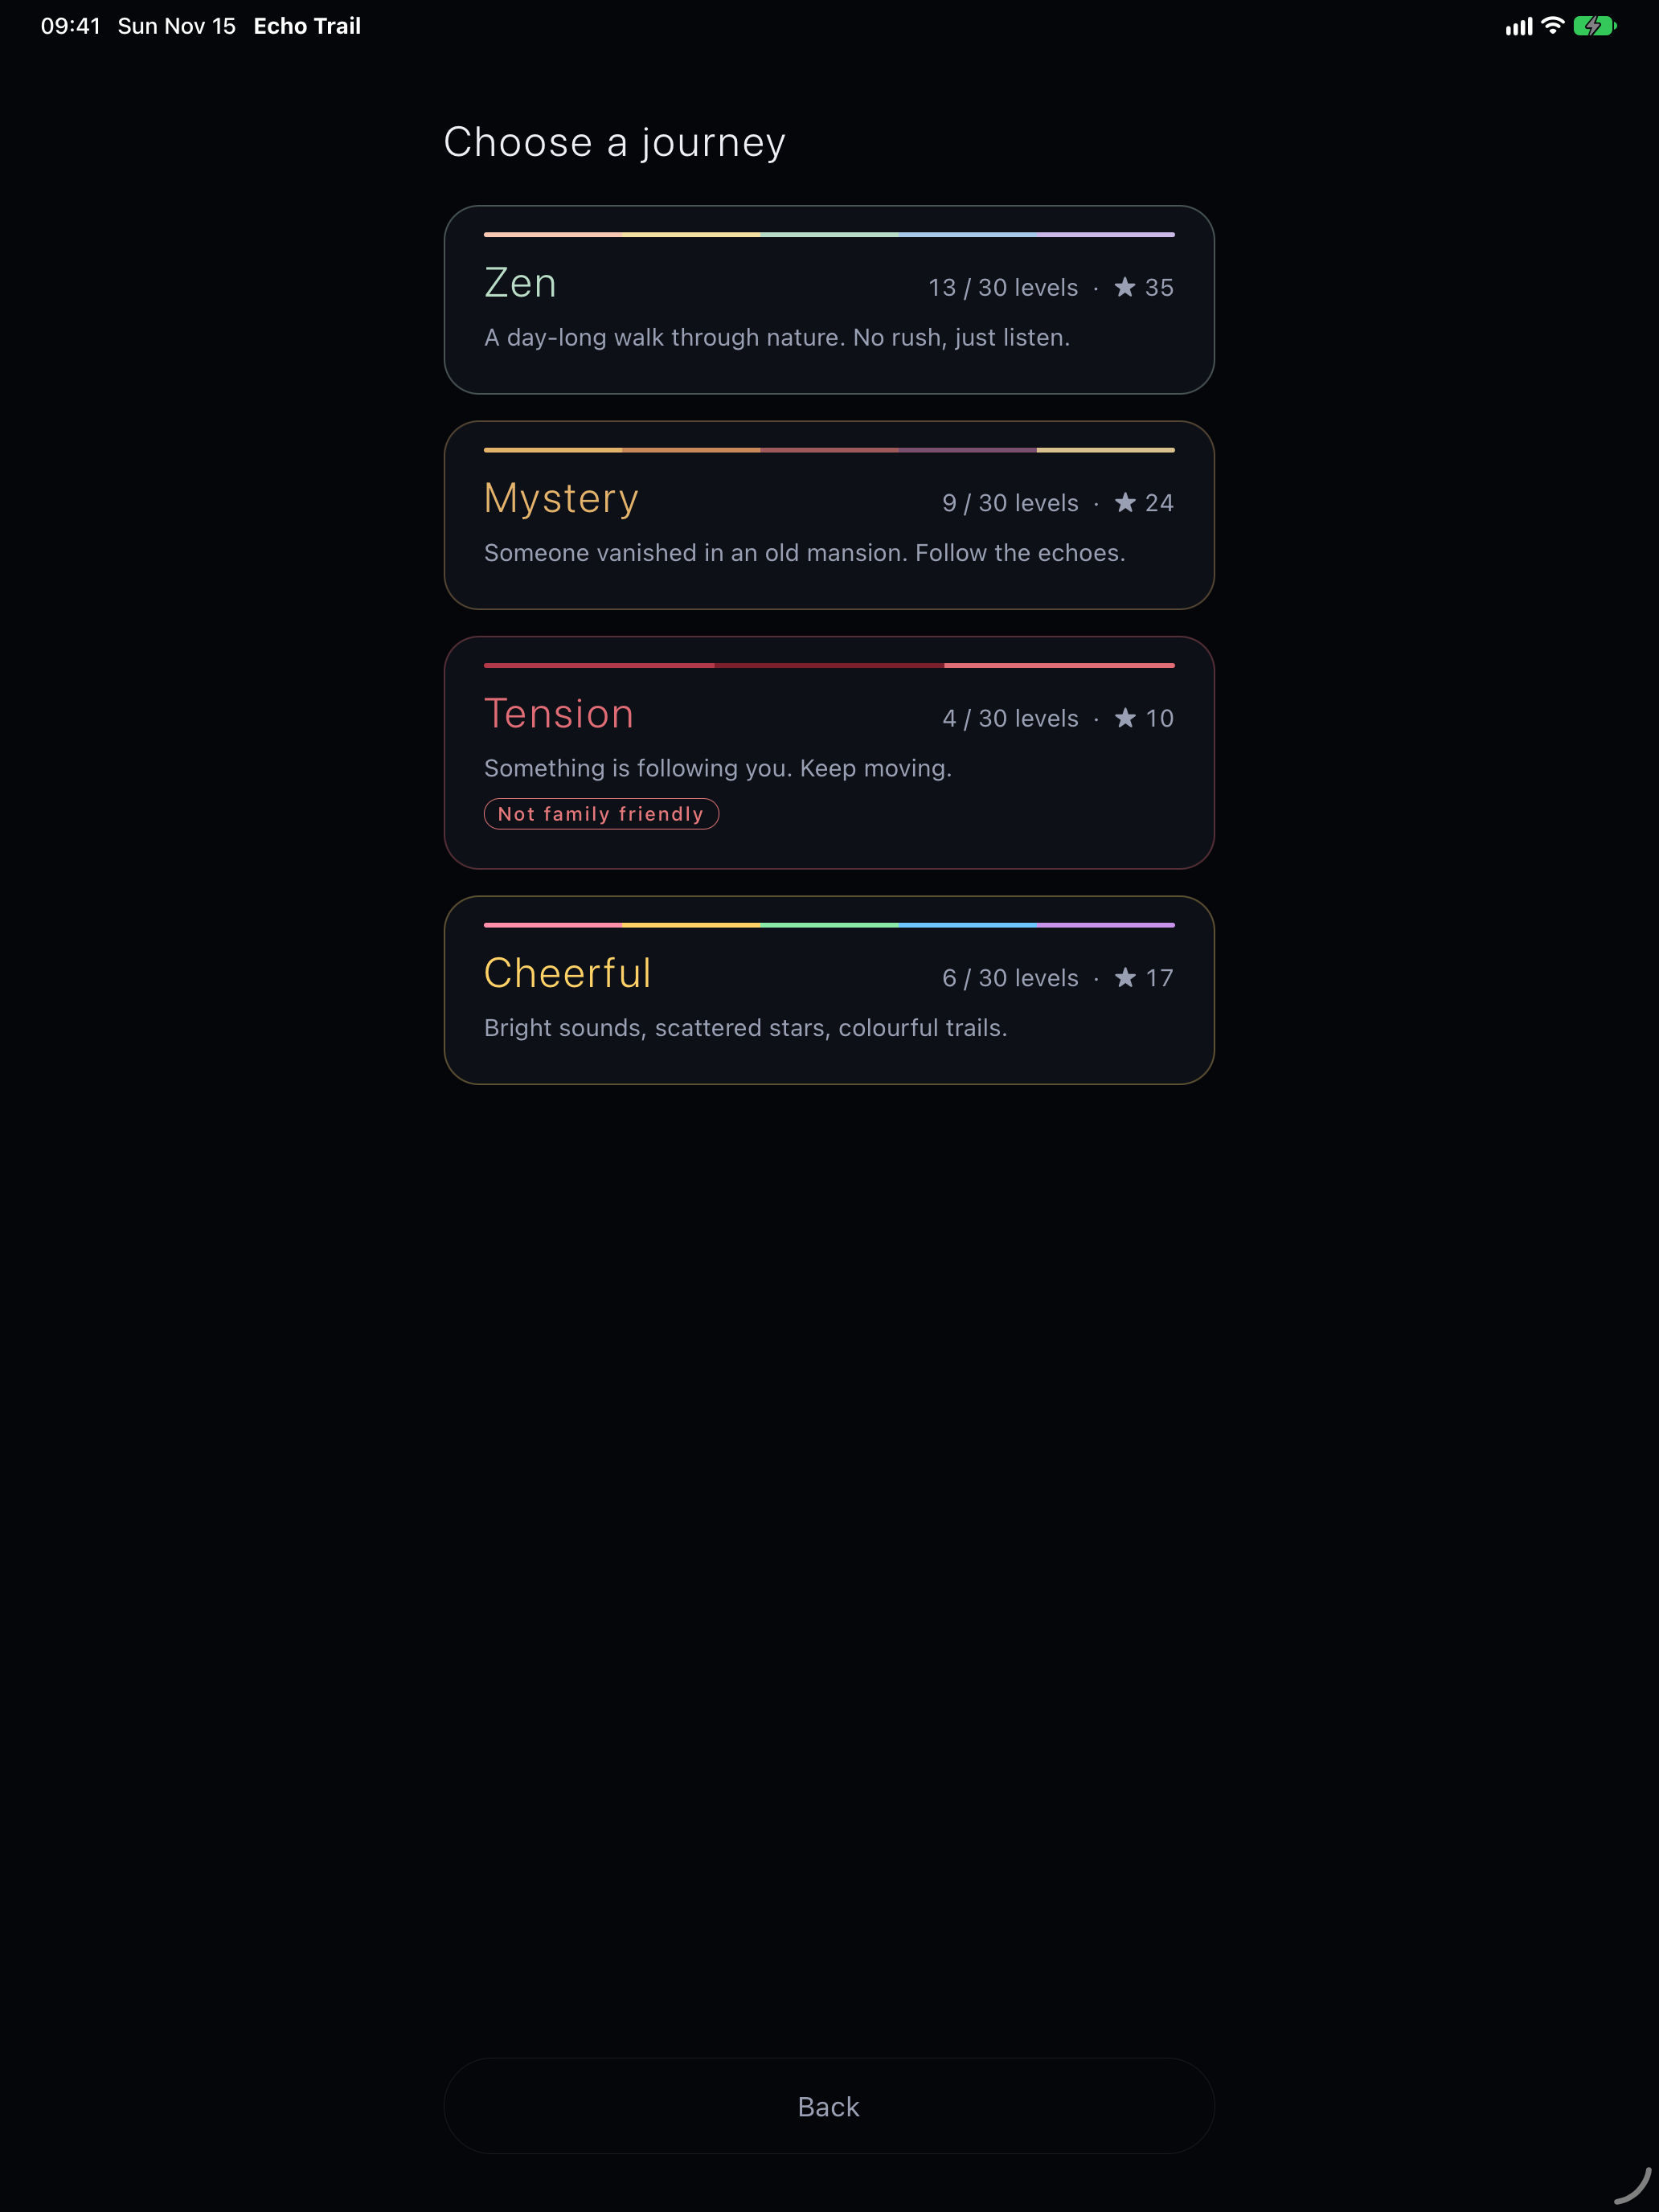 09:41 Sun Nov 15 Echo Trail
Choose a journey
Zen
13 / 30 levels · ★ 35
A day-long walk through nature. No rush, just listen.
Mystery
9 / 30 levels · ★ 24
Someone vanished in an old mansion. Follow the echoes.
Tension
4 / 30 levels · ★ 10
Something is following you. Keep moving.
Not family friendly
Cheerful
6 / 30 levels · ★ 17
Bright sounds, scattered stars, colourful trails.
Back